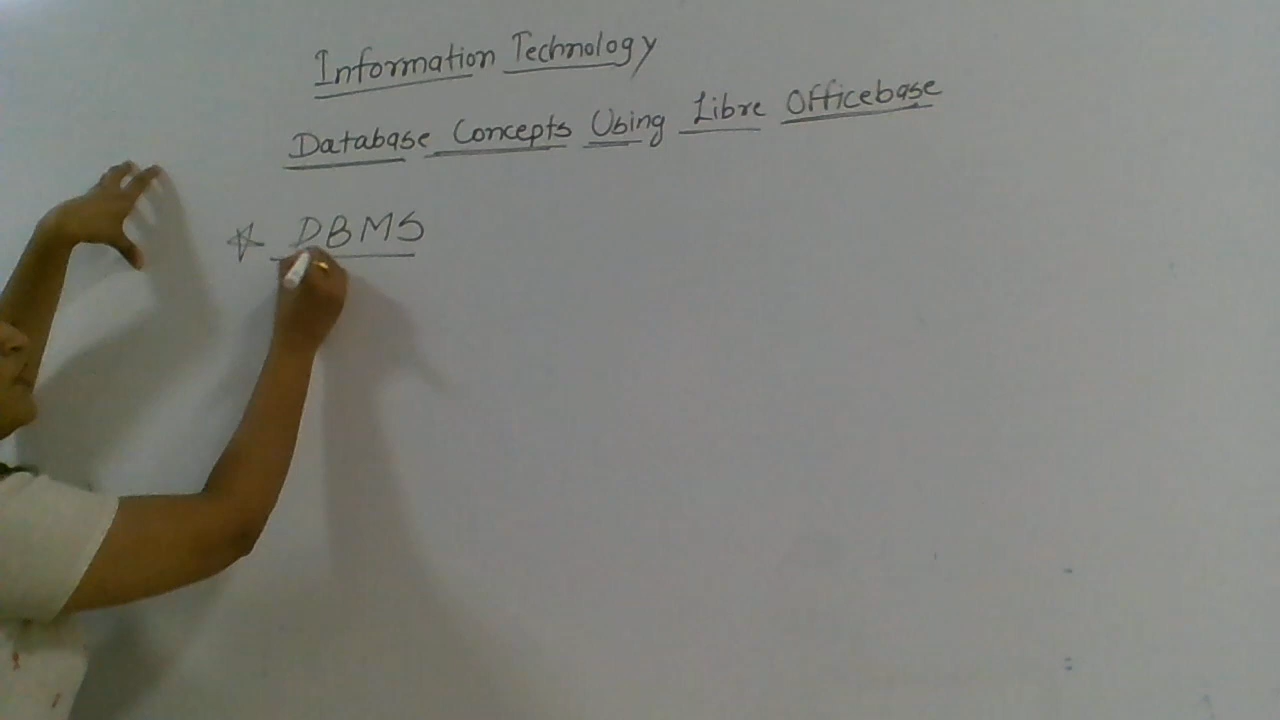 Information Technology
Database Concepts Using Libre Officebase
☆ DBMS